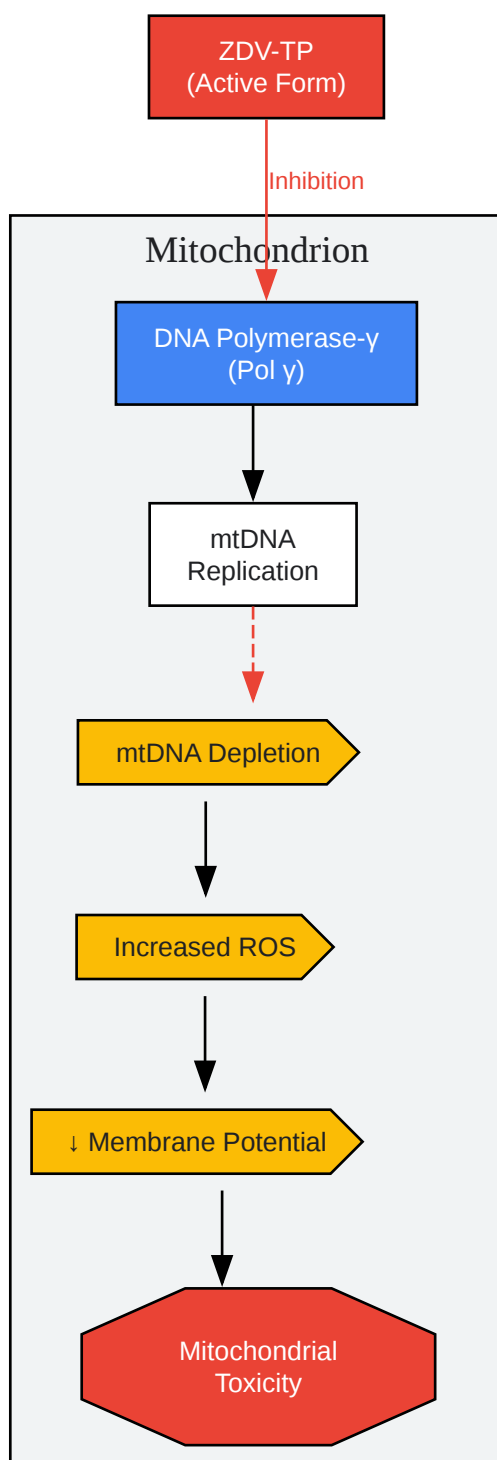 ZDV-TP
(Active Form)
Inhibition
Mitochondrion
DNA Polymerase-γ
(Pol γ)
mtDNA
Replication
mtDNA Depletion
Increased ROS
↓ Membrane Potential
Mitochondrial
Toxicity